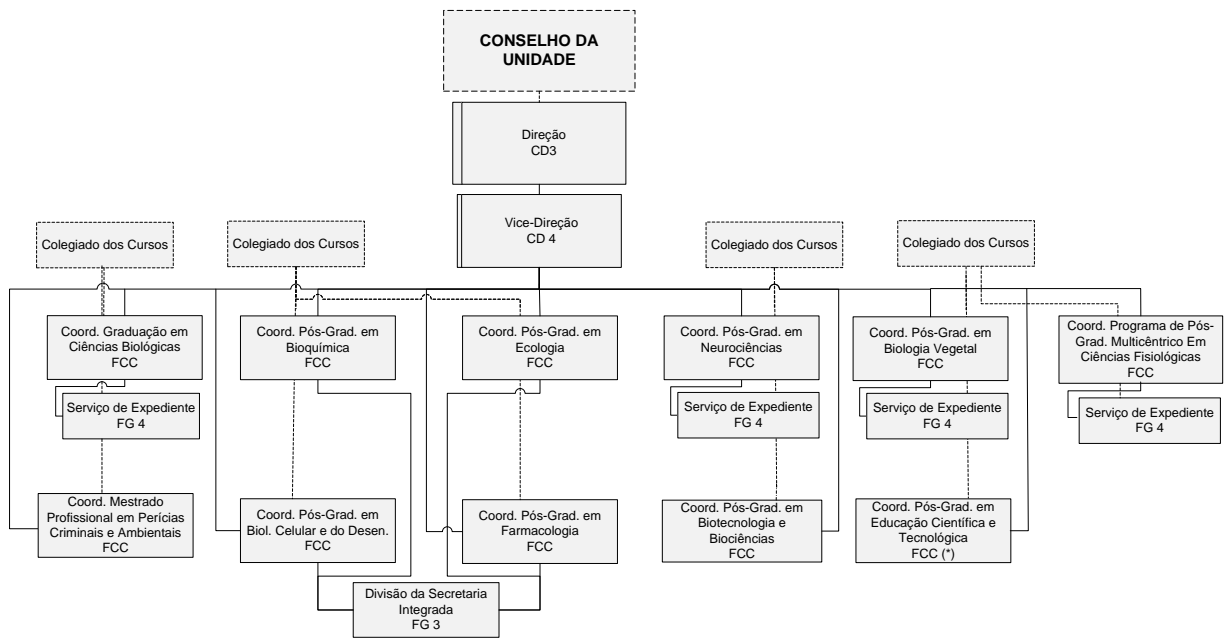 CONSELHO DA
UNIDADE
Direção
CD3
Vice-Direção
CD 4
Colegiado dos Cursos
Colegiado dos Cursos
Colegiado dos Cursos
Colegiado dos Cursos
Coord. Graduação em
Ciências Biológicas
FCC
Coord. Pós-Grad. em
Bioquímica
FCC
Coord. Pós-Grad. em
Ecologia
FCC
Coord. Pós-Grad. em
Neurociências
FCC
Coord. Pós-Grad. em
Biologia Vegetal
FCC
Coord. Programa de Pós-
Grad. Multicêntrico Em
Ciências Fisiológicas
FCC
Serviço de Expediente
FG 4
Serviço de Expediente
FG 4
Serviço de Expediente
FG 4
Serviço de Expediente
FG 4
Coord. Mestrado
Profissional em Perícias
Criminais e Ambientais
FCC
Coord. Pós-Grad. em
Biol. Celular e do Desen.
FCC
Coord. Pós-Grad. em
Farmacologia
FCC
Coord. Pós-Grad. em
Biotecnologia e
Biociências
FCC
Coord. Pós-Grad. em
Educação Científica e
Tecnológica
FCC (*)
Divisão da Secretaria
Integrada
FG 3